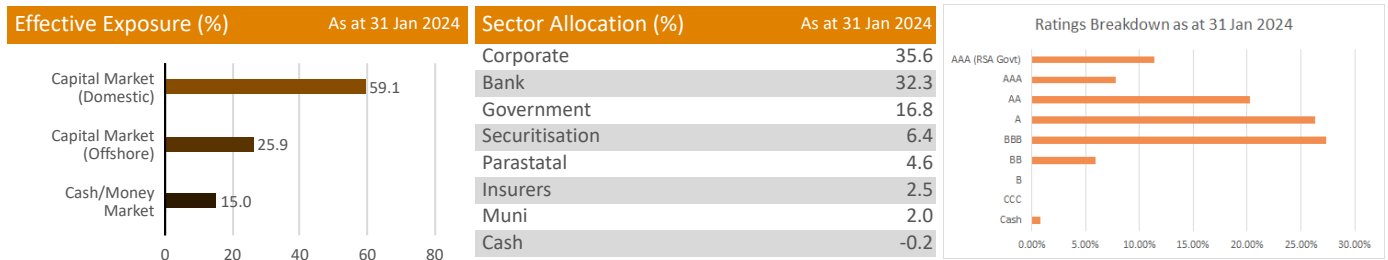 Effective Exposure (%) As at 31 Jan 2024
Capital Market
(Domestic)
59.1
Capital Market
(Offshore)
25.9
Cash/Money
Market
15.0
0 20 40 60 80
Sector Allocation (%) As at 31 Jan 2024
Corporate 35.6
Bank 32.3
Government 16.8
Securitisation 6.4
Parastatal 4.6
Insurers 2.5
Muni 2.0
Cash -0.2
Ratings Breakdown as at 31 Jan 2024
AAA (RSA Govt)
AAA
AA
A
BBB
BB
B
CCC
Cash
0.00% 5.00% 10.00% 15.00% 20.00% 25.00% 30.00%